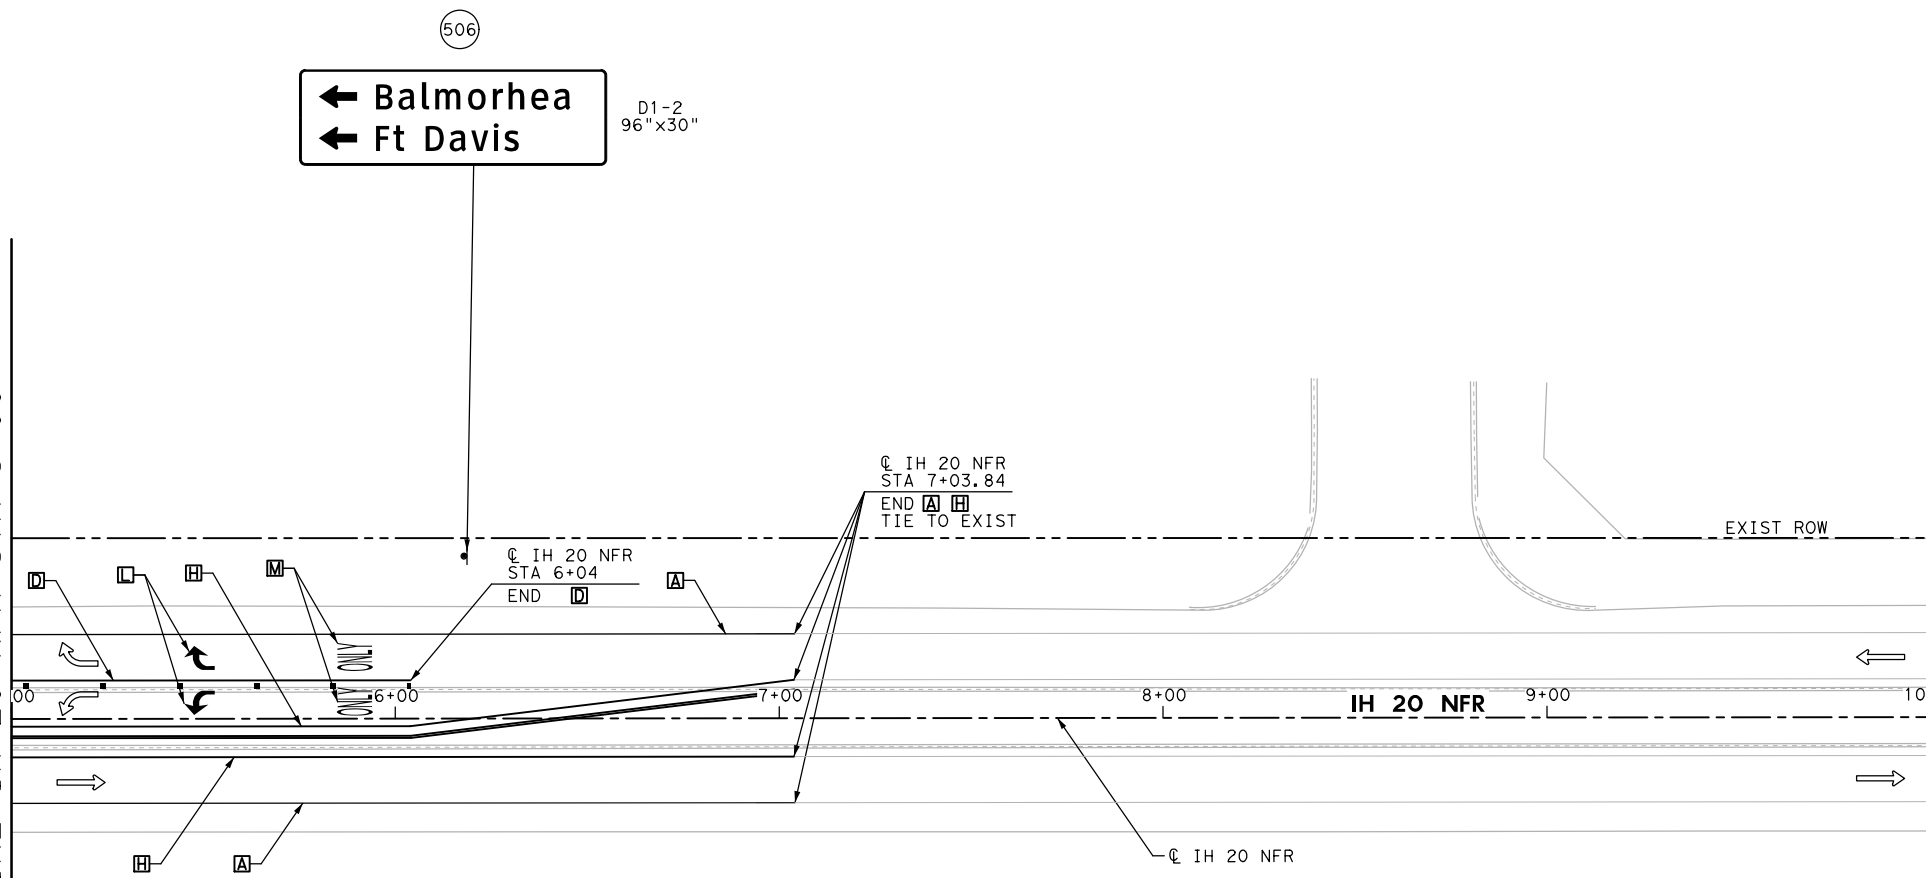 506
← Balmorhea
← Ft Davis
D1-2
96"x30"
℄ IH 20 NFR
STA 7+03.84
END A H
TIE TO EXIST
EXIST ROW
℄ IH 20 NFR
STA 6+04
END D
D
L
H
M
A
00
6+00
7+00
8+00
9+00
10
IH 20 NFR
H
A
℄ IH 20 NFR